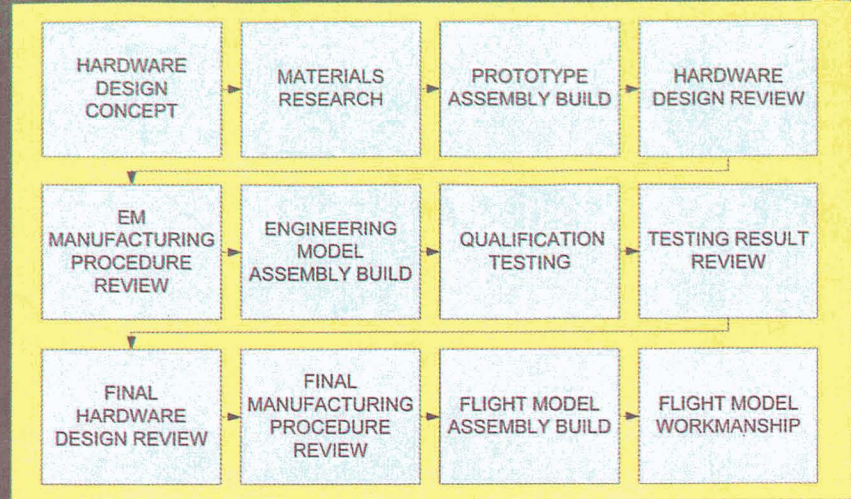 HARDWARE
DESIGN
CONCEPT
MATERIALS
RESEARCH
PROTOTYPE
ASSEMBLY BUILD
HARDWARE
DESIGN REVIEW
EM
MANUFACTURING
PROCEDURE
REVIEW
ENGINEERING
MODEL
ASSEMBLY BUILD
QUALIFICATION
TESTING
TESTING RESULT
REVIEW
FINAL
HARDWARE
DESIGN REVIEW
FINAL
MANUFACTURING
PROCEDURE
REVIEW
FLIGHT MODEL
ASSEMBLY BUILD
FLIGHT MODEL
WORKMANSHIP